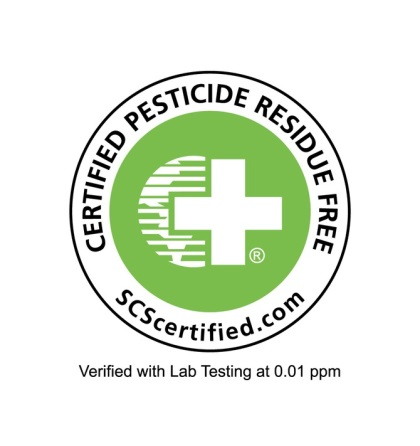 CERTIFIED PESTICIDE RESIDUE FREE
®
SCScertified.com
Verified with Lab Testing at 0.01 ppm